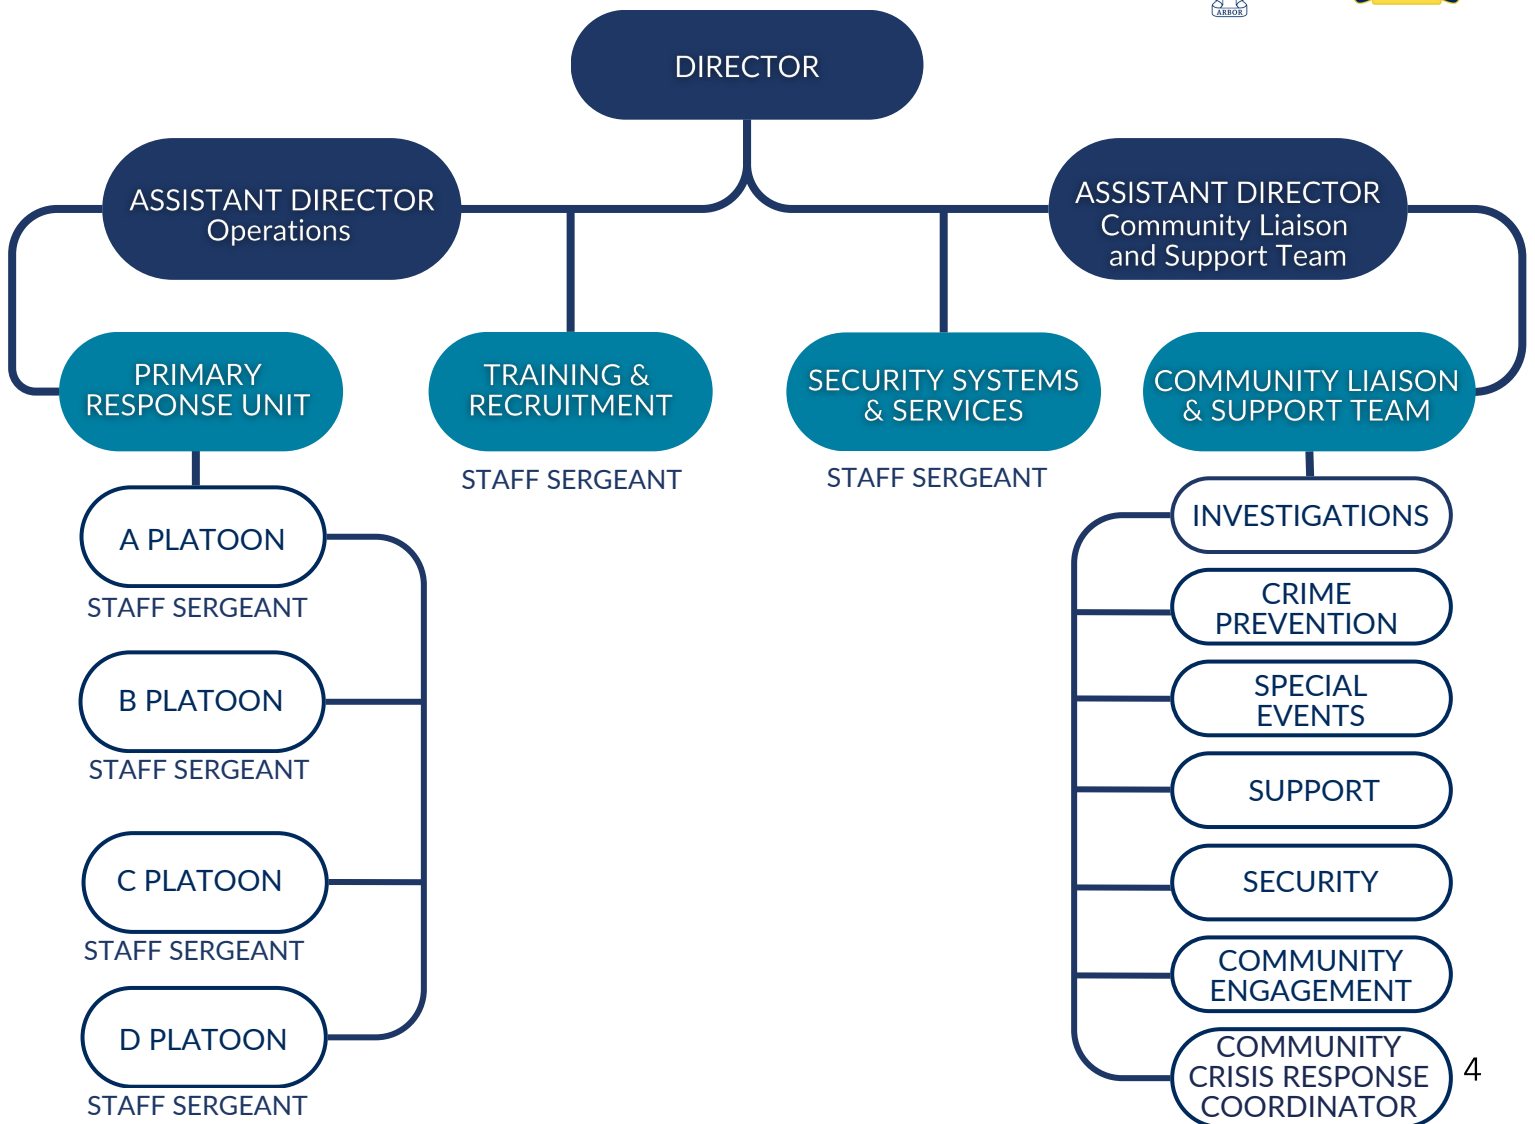 ARBOR
DIRECTOR
ASSISTANT DIRECTOR
Operations
ASSISTANT DIRECTOR
Community Liaison
and Support Team
PRIMARY
RESPONSE UNIT
TRAINING &
RECRUITMENT
SECURITY SYSTEMS
& SERVICES
COMMUNITY LIAISON
& SUPPORT TEAM
STAFF SERGEANT
STAFF SERGEANT
A PLATOON
STAFF SERGEANT
B PLATOON
STAFF SERGEANT
C PLATOON
STAFF SERGEANT
D PLATOON
STAFF SERGEANT
INVESTIGATIONS
CRIME
PREVENTION
SPECIAL
EVENTS
SUPPORT
SECURITY
COMMUNITY
ENGAGEMENT
COMMUNITY
CRISIS RESPONSE
COORDINATOR
4